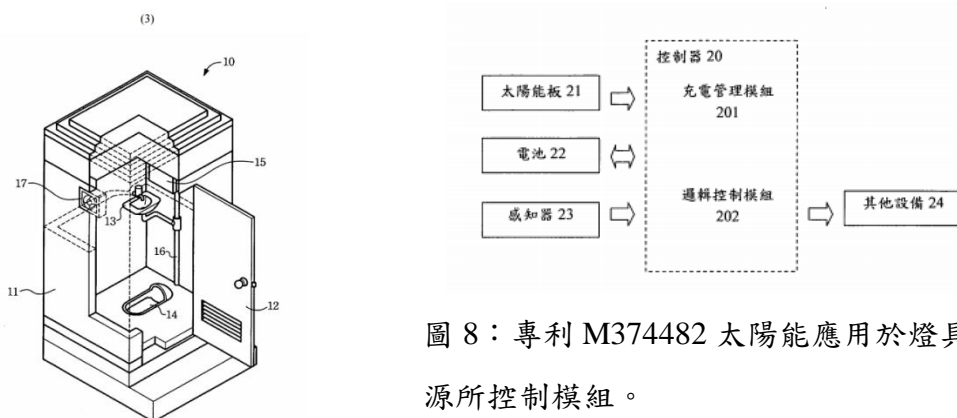 (3)
10
15
17
13
16
11
12
14
控制器 20
太陽能板 21
充電管理模組
201
電池 22
感知器 23
邏輯控制模組
202
其他設備 24
圖 8：專利 M374482 太陽能應用於燈具
源所控制模組。